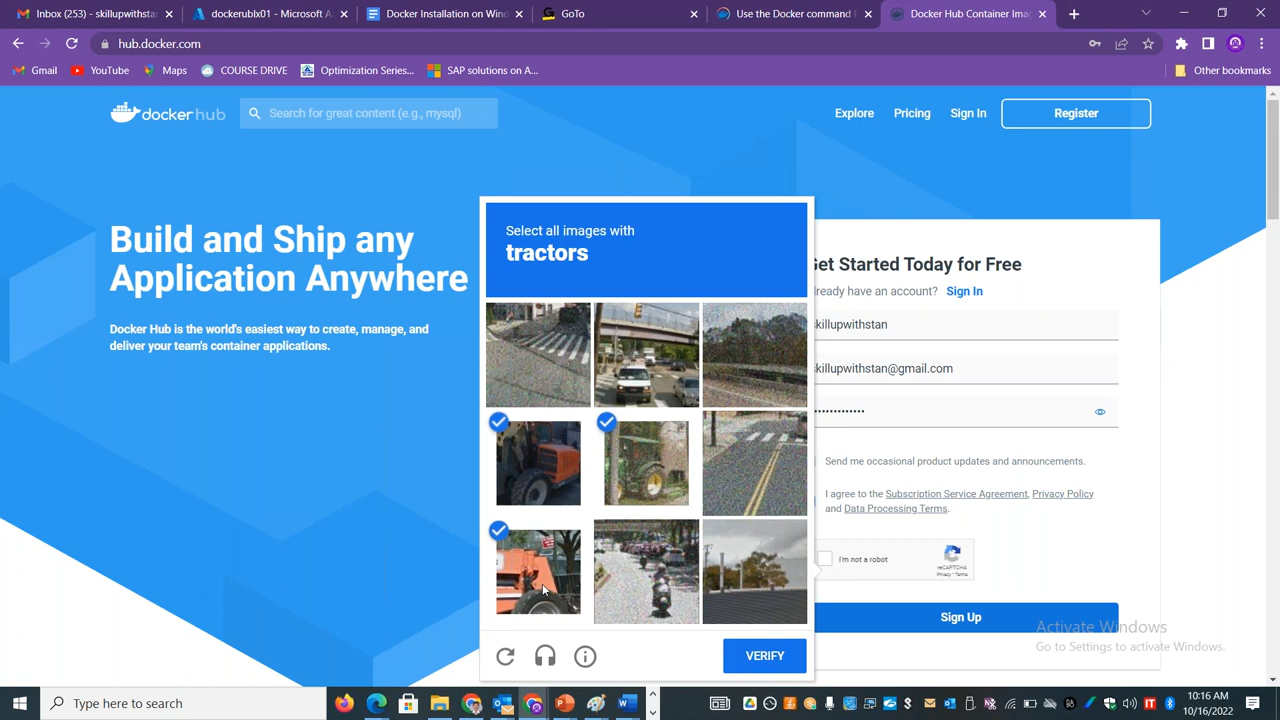 Inbox (253) - skillupwithsta
dockerublx01 - Microsoft A
Docker Installation on Wind
GoTo
Use the Docker command l
Docker Hub Container Ima
hub.docker.com
Gmail
YouTube
Maps
COURSE DRIVE
Optimization Series...
SAP solutions on A...
Other bookmarks
docker hub
Search for great content (e.g., mysql)
Explore
Pricing
Sign In
Register
Build and Ship any
Application Anywhere
Docker Hub is the world's easiest way to create, manage, and
deliver your team's container applications.
Select all images with
tractors
VERIFY
Get Started Today for Free
lready have an account? Sign In
killupwithstan
killupwithstan@gmail.com
Send me occasional product updates and announcements.
I agree to the Subscription Service Agreement, Privacy Policy
and Data Processing Terms.
I'm not a robot
reCAPTCHA
Privacy - Terms
Sign Up
Activate Windows
Go to Settings to activate Windows.
Type here to search
10:16 AM
10/16/2022